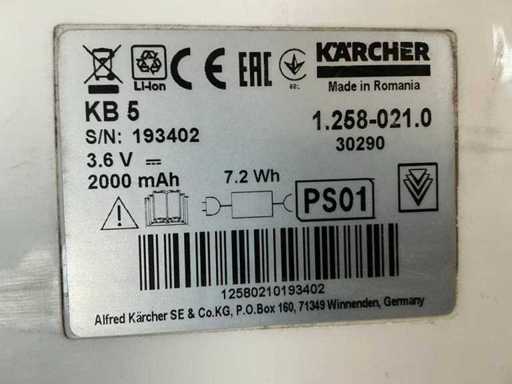 KÄRCHER
Li-Ion
Made in Romania
KB 5
1.258-021.0
S/N: 193402
30290
3.6 V
2000 mAh
7.2 Wh
PS01
12580210193402
Alfred Kärcher SE & Co.KG, P.O.Box 160, 71349 Winnenden, Germany